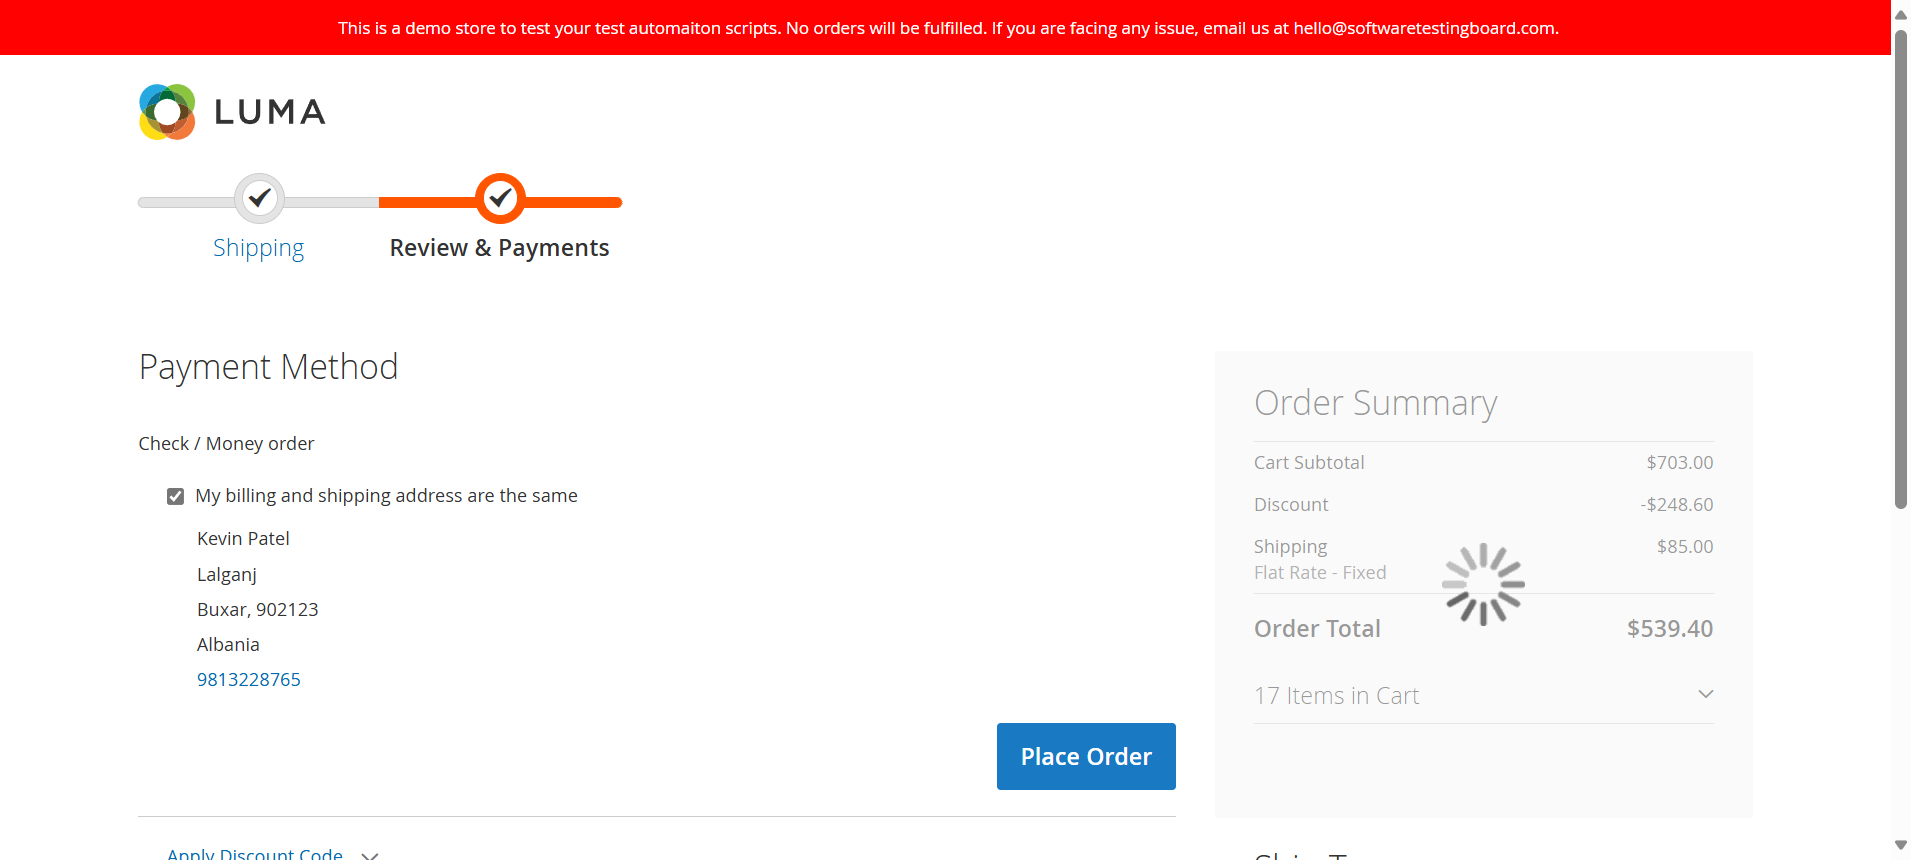 This is a demo store to test your test automaiton scripts. No orders will be fulfilled. If you are facing any issue, email us at hello@softwaretestingboard.com.
LUMA
Shipping
Review & Payments
Payment Method
Check / Money order
My billing and shipping address are the same
Kevin Patel
Lalganj
Buxar, 902123
Albania
9813228765
Place Order
Apply Discount Code
Order Summary
Cart Subtotal $703.00
Discount -$248.60
Shipping $85.00
Flat Rate - Fixed
Order Total $539.40
17 Items in Cart